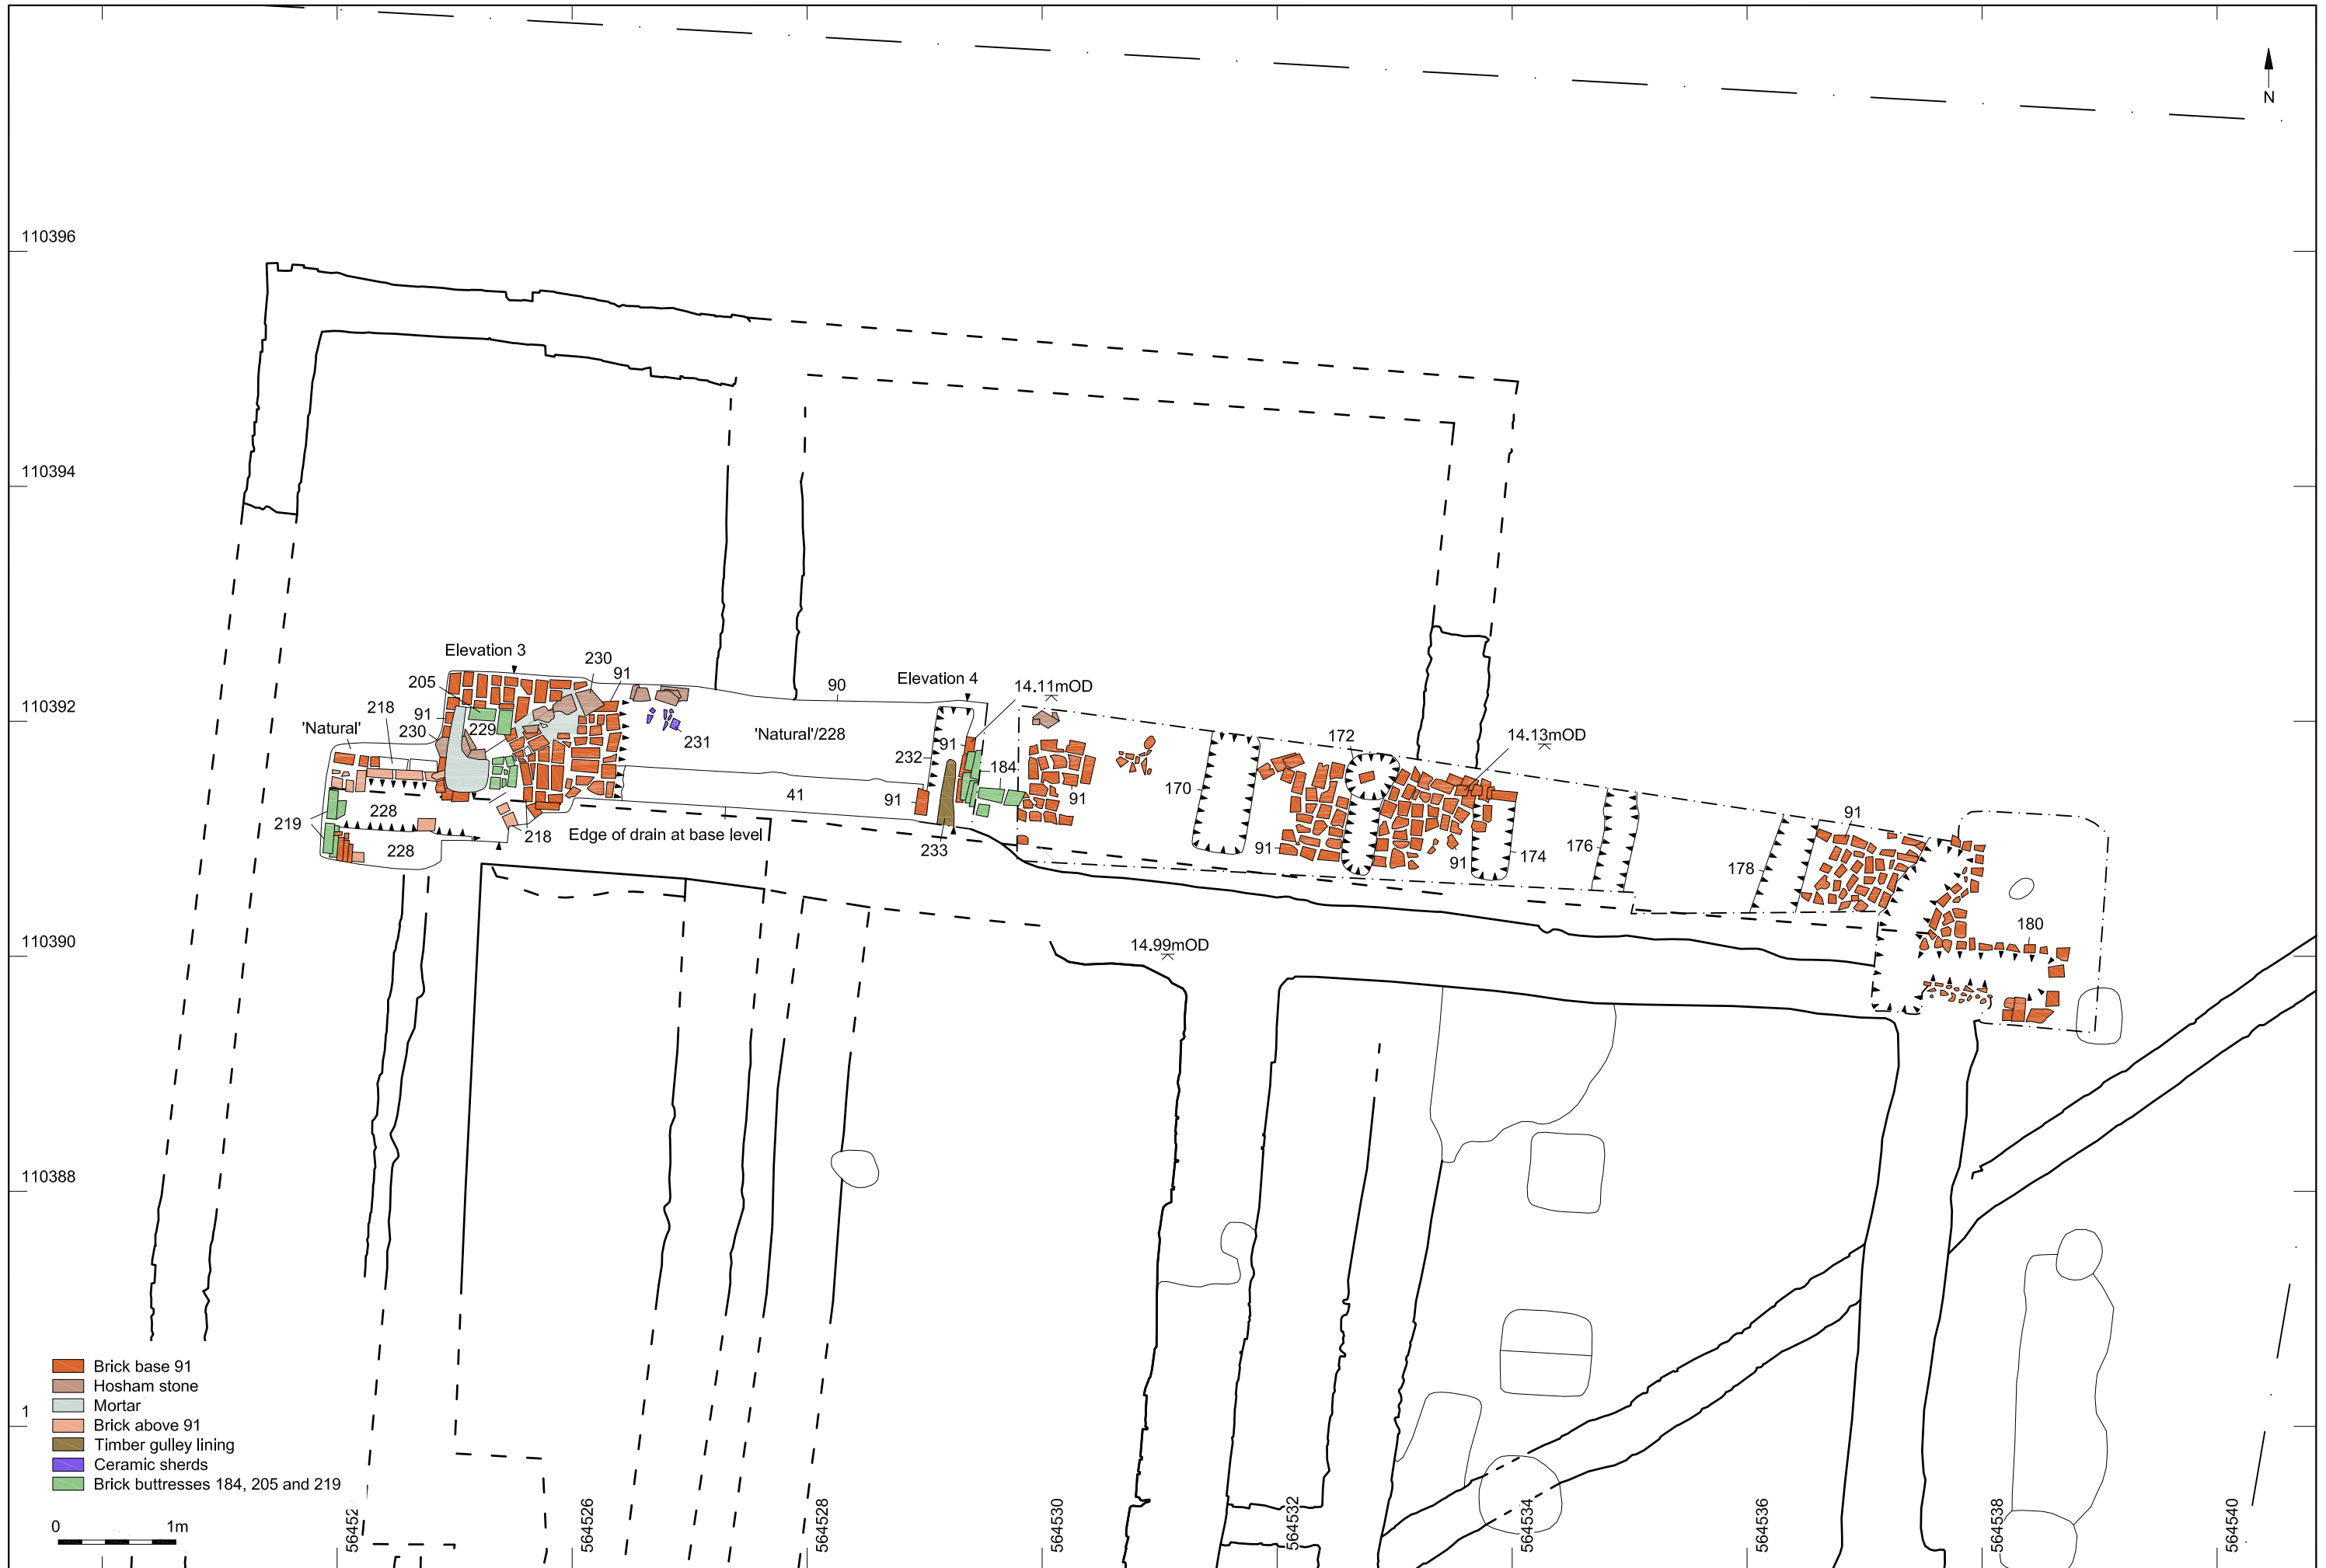 N
110396
110394
Elevation 3
230
91
205
218
91
'Natural'
230
229
231
90
'Natural'/228
Elevation 4
14.11mOD
110392
232
91
184
91
172
14.13mOD
170
91
41
91
228
219
228
218
Edge of drain at base level
233
91
174
176
178
91
180
110390
14.99mOD
110388
1
Brick base 91
Hosham stone
Mortar
Brick above 91
Timber gulley lining
Ceramic sherds
Brick buttresses 184, 205 and 219
0 1m
56452
564526
564528
564530
564532
564534
564536
564538
564540